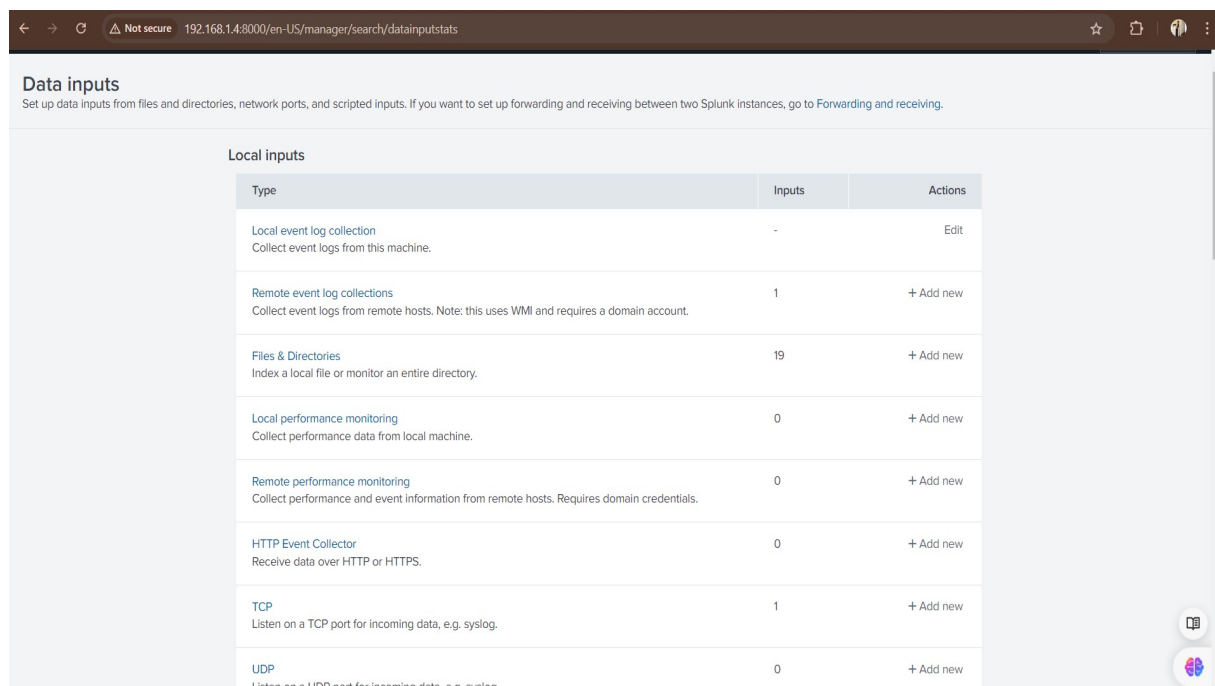 Not secure 192.168.1.4:8000/en-US/manager/search/datainputstats
Data inputs
Set up data inputs from files and directories, network ports, and scripted inputs. If you want to set up forwarding and receiving between two Splunk instances, go to Forwarding and receiving.
Local inputs
Type Inputs Actions
Local event log collection - Edit
Collect event logs from this machine.
Remote event log collections 1 + Add new
Collect event logs from remote hosts. Note: this uses WMI and requires a domain account.
Files & Directories 19 + Add new
Index a local file or monitor an entire directory.
Local performance monitoring 0 + Add new
Collect performance data from local machine.
Remote performance monitoring 0 + Add new
Collect performance and event information from remote hosts. Requires domain credentials.
HTTP Event Collector 0 + Add new
Receive data over HTTP or HTTPS.
TCP 1 + Add new
Listen on a TCP port for incoming data, e.g. syslog.
UDP 0 + Add new
Listen on a UDP port for incoming data, e.g. syslog.